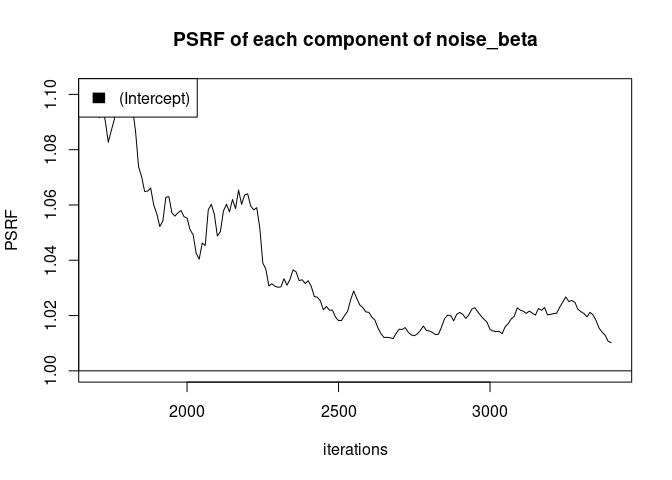 PSRF of each component of noise_beta
(Intercept)
PSRF
1.10
1.08
1.06
1.04
1.02
1.00
2000 2500 3000
iterations